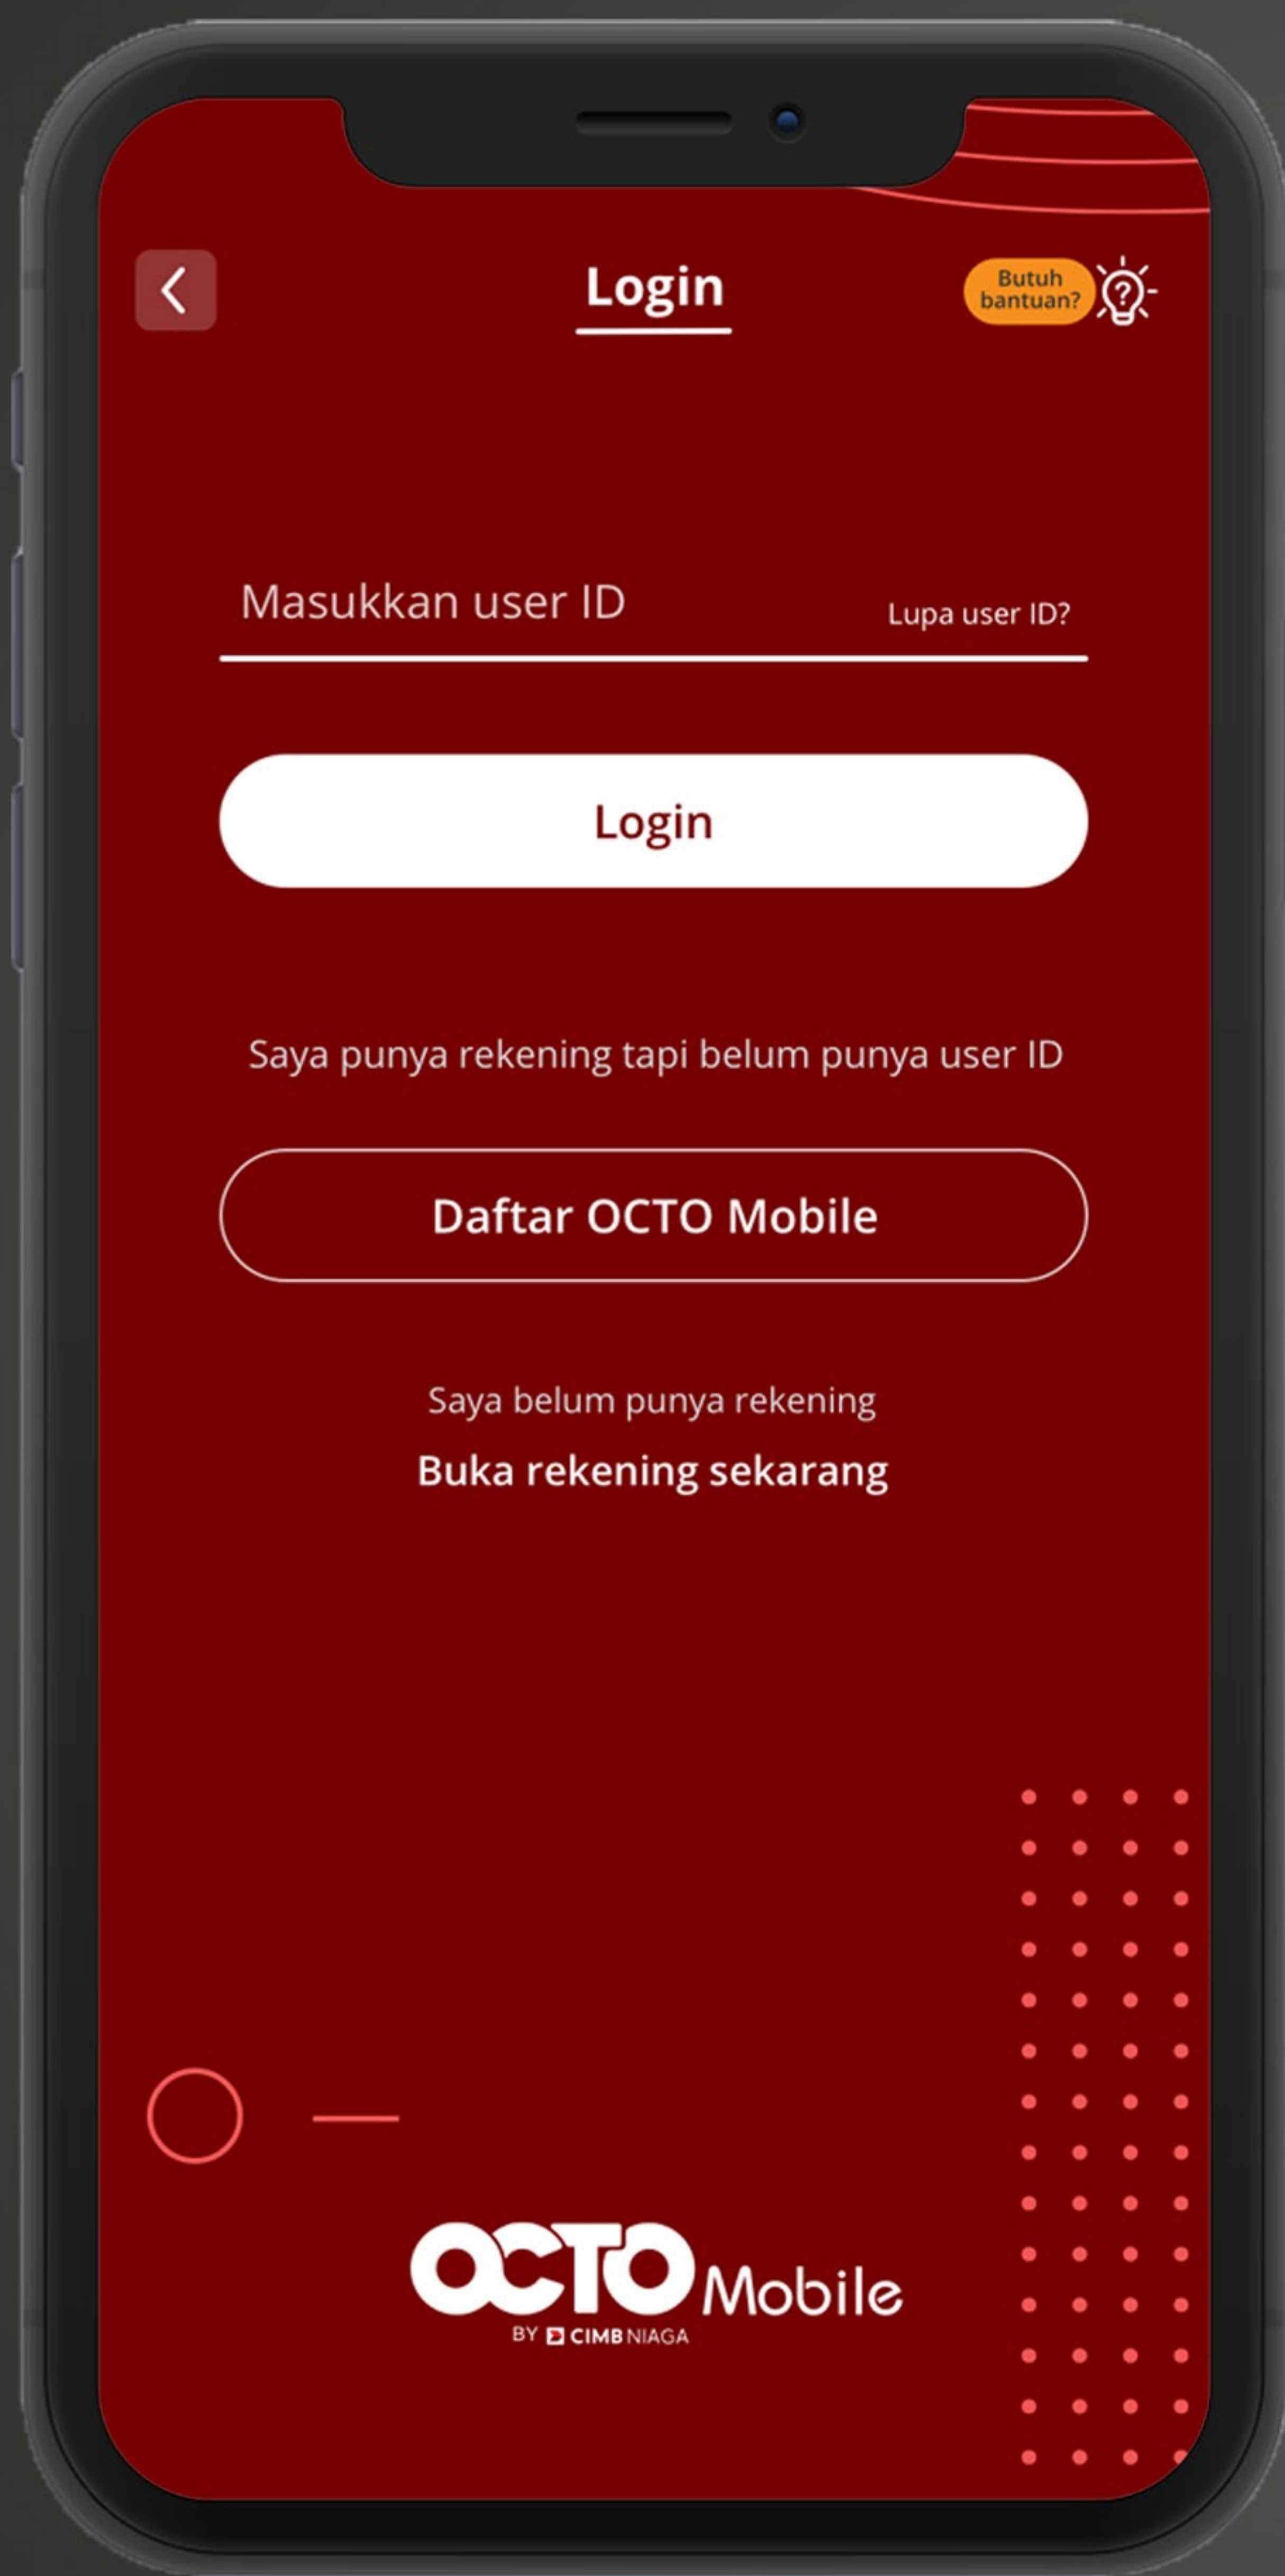 Login
Butuh
bantuan?
Masukkan user ID
Lupa user ID?
Login
Saya punya rekening tapi belum punya user ID
Daftar OCTO Mobile
Saya belum punya rekening
Buka rekening sekarang
OCTO Mobile
BY CIMB NIAGA